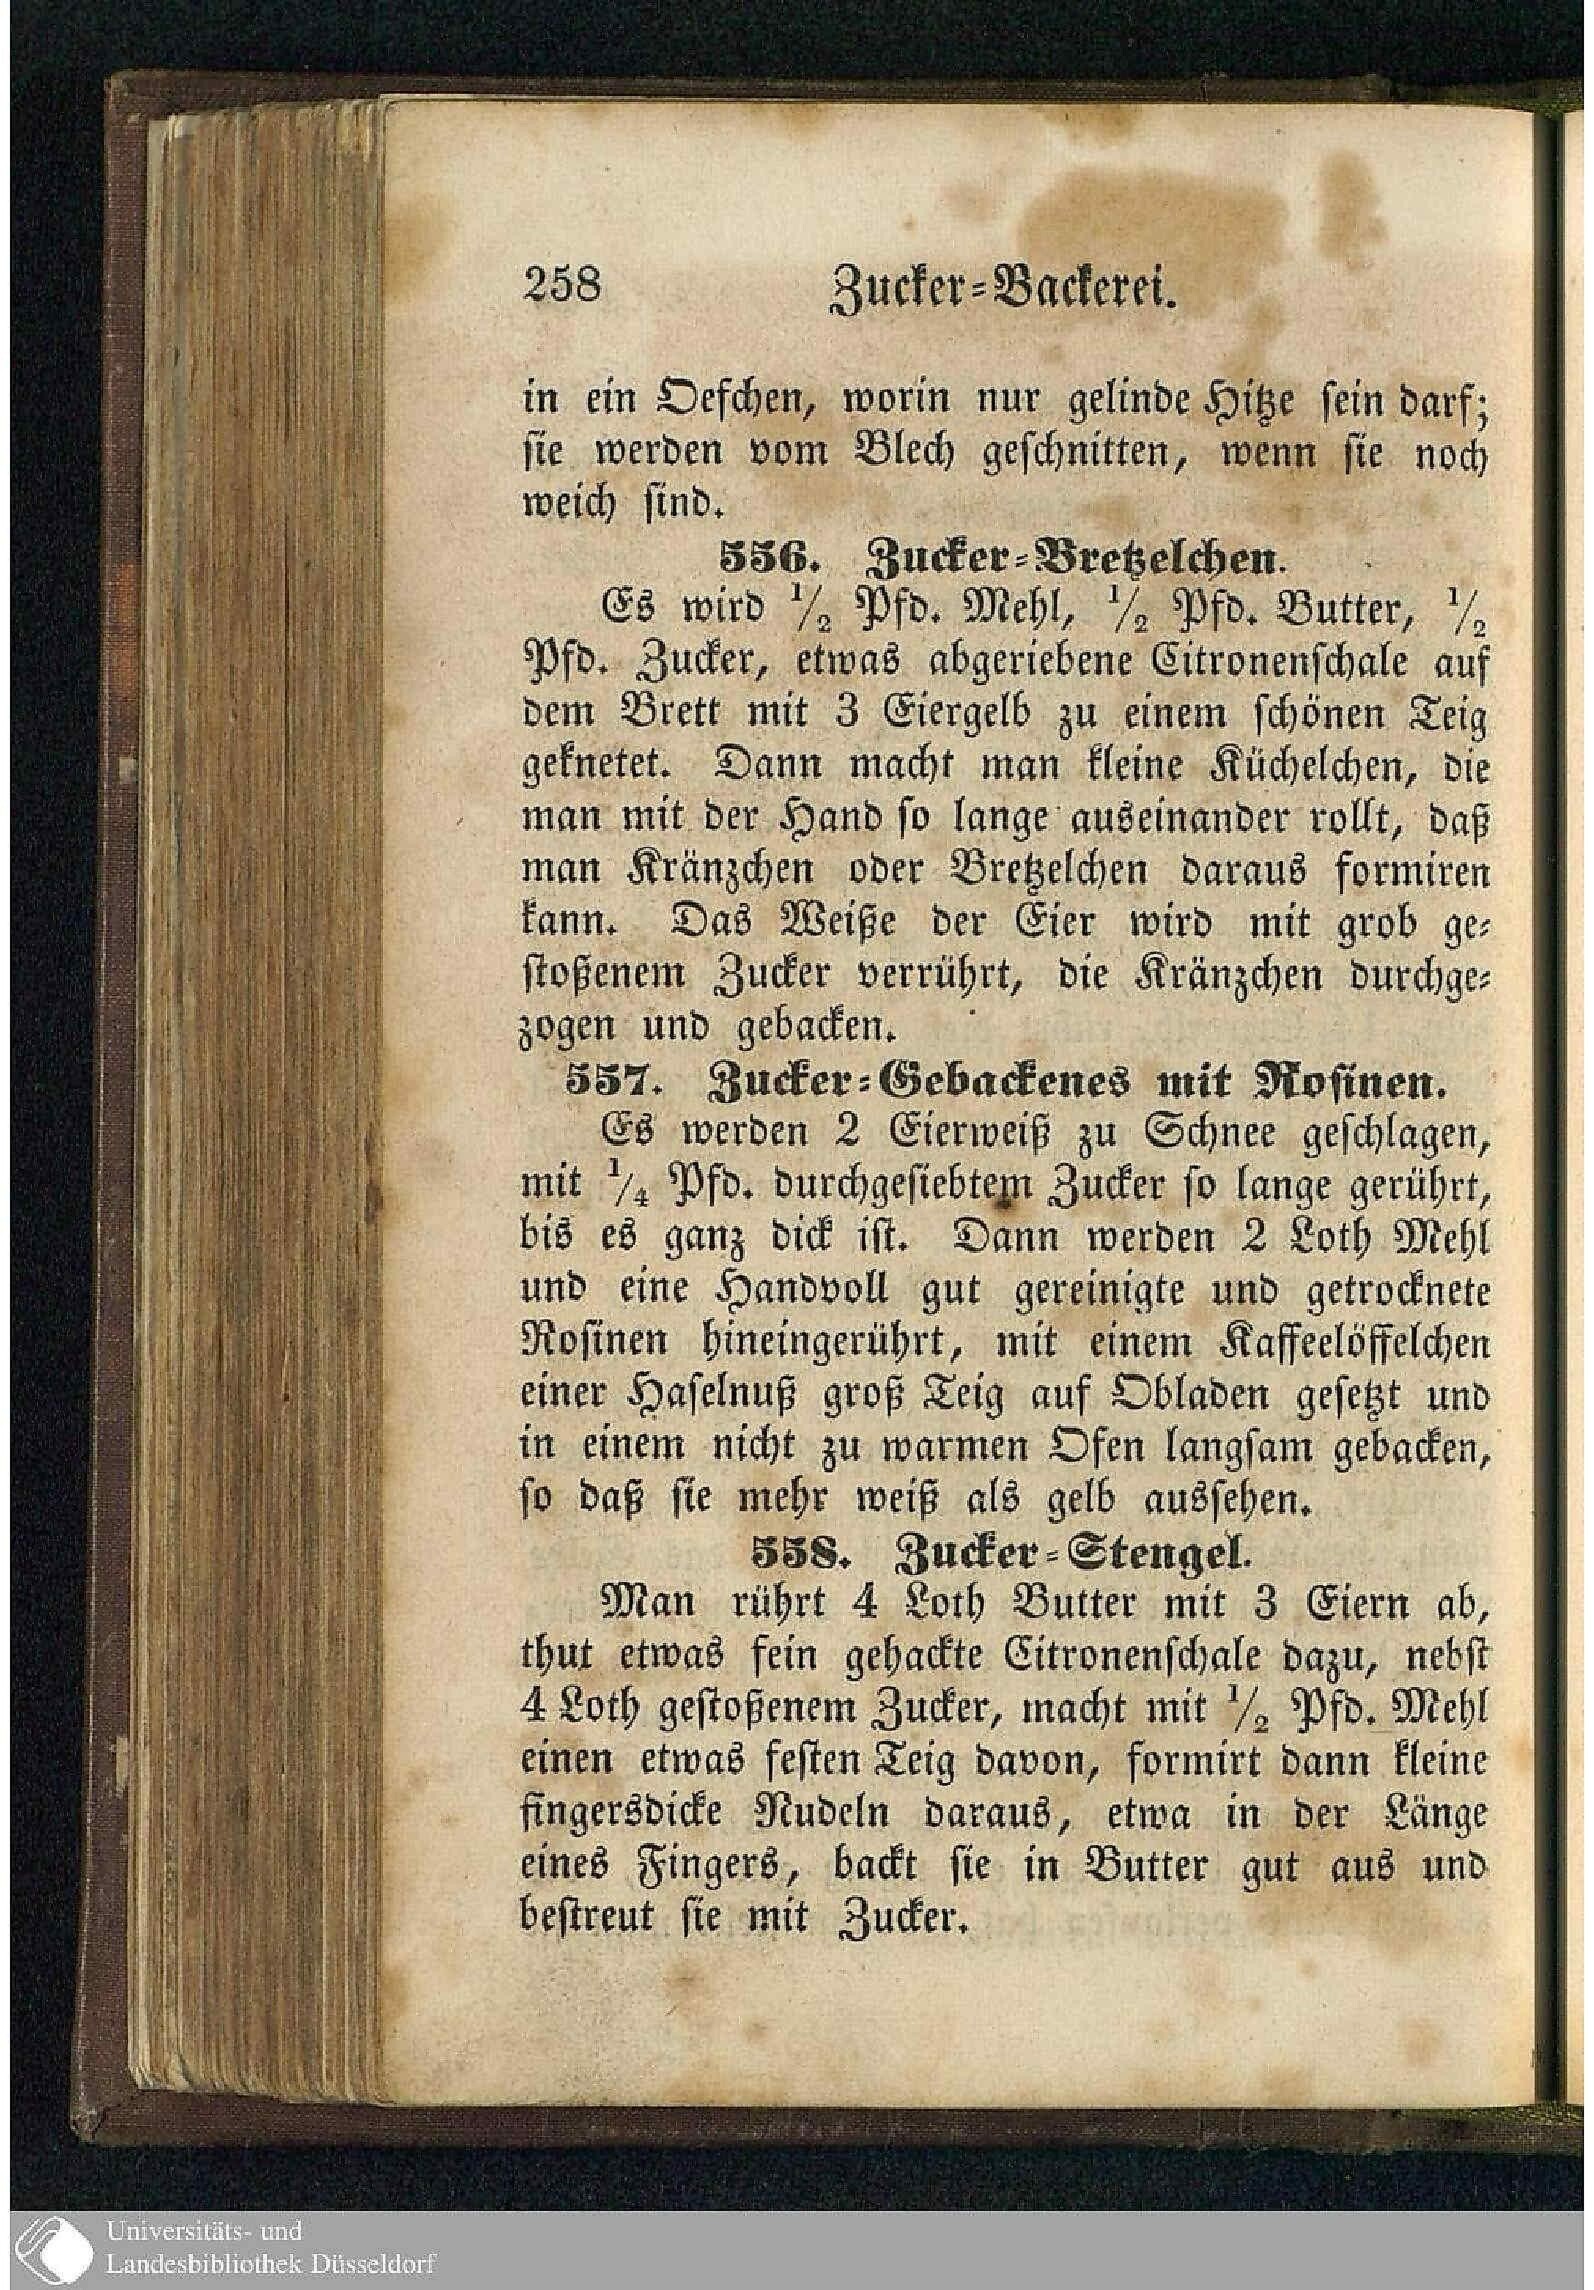 258 Zucker-Backerei.
in ein Oefchen, worin nur gelinde Hitze sein darf;
sie werden vom Blech geschnitten, wenn sie noch
weich sind.
556. Zucker-Bretzelchen.
Es wird 1/2 Pfd. Mehl, 1/2 Pfd. Butter, 1/2
Pfd. Zucker, etwas abgeriebene Citronenschale auf
dem Brett mit 3 Eiergelb zu einem schönen Teig
geknetet. Dann macht man kleine Küchelchen, die
man mit der Hand so lange auseinander rollt, daß
man Kränzchen oder Bretzelchen daraus formiren
kann. Das Weiße der Eier wird mit grob ge-
stoßenem Zucker verrührt, die Kränzchen durchge-
zogen und gebacken.
557. Zucker-Gebackenes mit Rosinen.
Es werden 2 Eierweiß zu Schnee geschlagen,
mit 1/4 Pfd. durchgesiebtem Zucker so lange gerührt,
bis es ganz dick ist. Dann werden 2 Loth Mehl
und eine Handvoll gut gereinigte und getrocknete
Rosinen hineingerührt, mit einem Kaffeelöffelchen
einer Haselnuß groß Teig auf Obladen gesetzt und
in einem nicht zu warmen Ofen langsam gebacken,
so daß sie mehr weiß als gelb aussehen.
558. Zucker-Stengel.
Man rührt 4 Loth Butter mit 3 Eiern ab,
thut etwas fein gehackte Citronenschale dazu, nebst
4 Loth gestoßenem Zucker, macht mit 1/2 Pfd. Mehl
einen etwas festen Teig davon, formirt dann kleine
fingersdicke Nudeln daraus, etwa in der Länge
eines Fingers, backt sie in Butter gut aus und
bestreut sie mit Zucker.
Universitäts- und
Landesbibliothek Düsseldorf